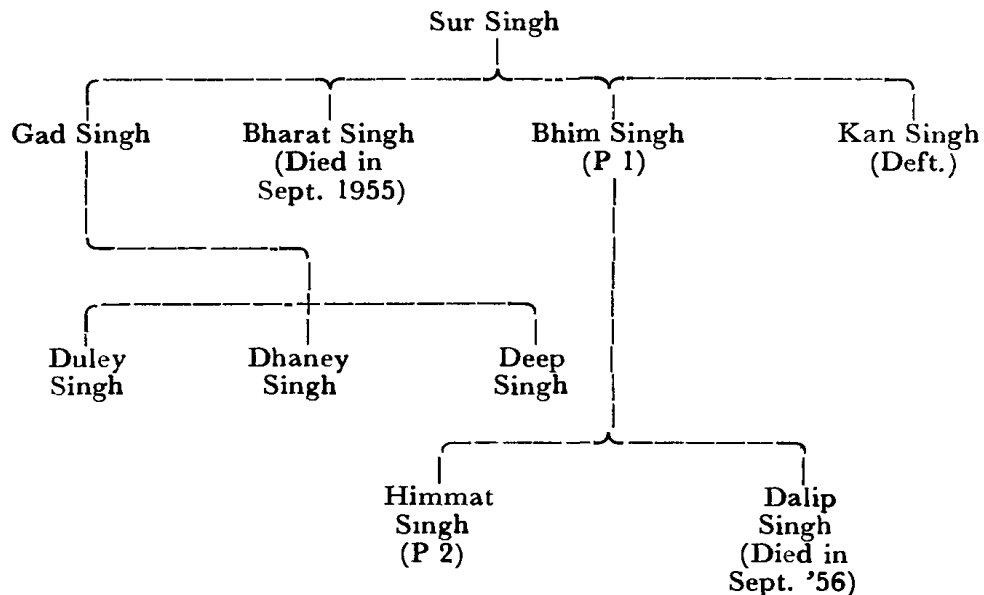 Sur Singh
Gad Singh
Bharat Singh
(Died in
Sept. 1955)
Bhim Singh
(P 1)
Kan Singh
(Deft.)
Duley
Singh
Dhaney
Singh
Deep
Singh
Himmat
Singh
(P 2)
Dalip
Singh
(Died in
Sept. '56)